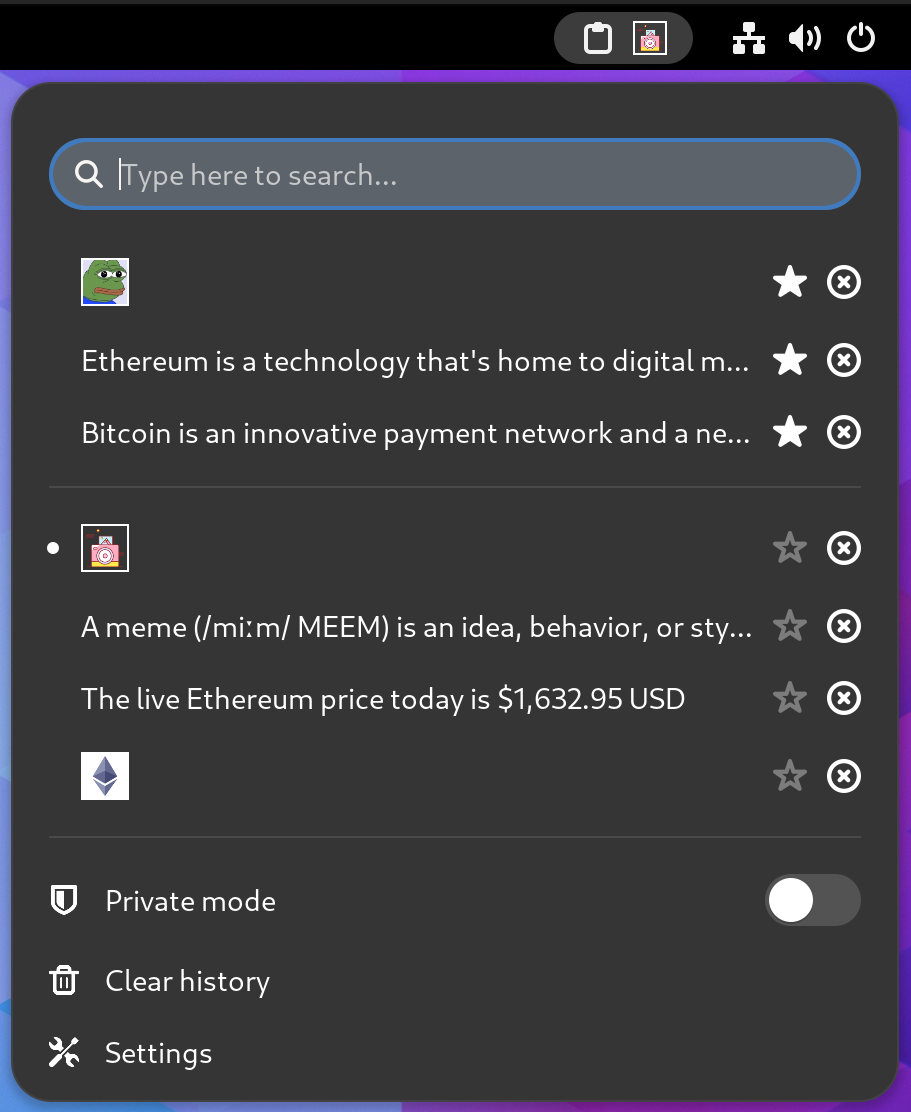 Type here to search...
Ethereum is a technology that's home to digital m...
Bitcoin is an innovative payment network and a ne...
A meme (/miːm/ MEEM) is an idea, behavior, or sty...
The live Ethereum price today is $1,632.95 USD
Private mode
Clear history
Settings